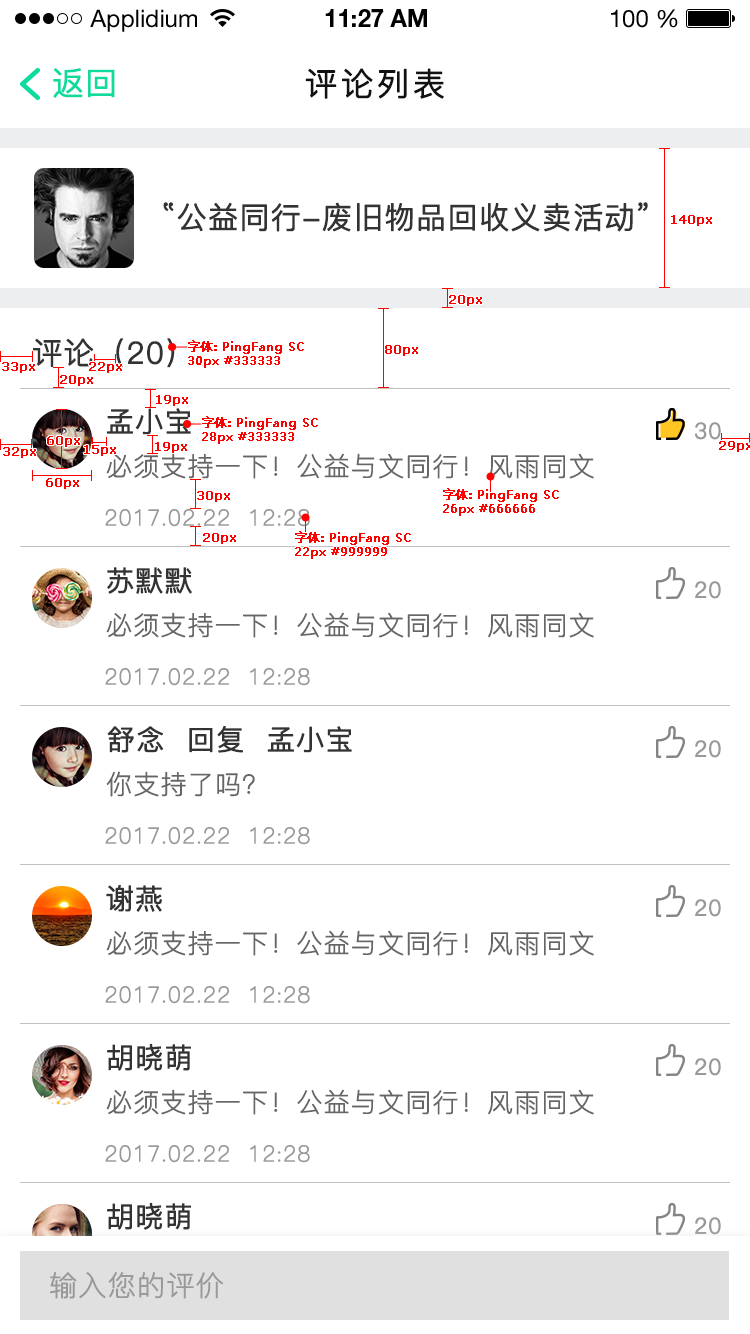 Applidium 11:27 AM 100 %
返回 评论列表
“公益同行–废旧物品回收义卖活动”
140px
20px
评论（20）
字体: PingFang SC
30px #333333
80px
33px
22px
20px
19px
孟小宝
字体: PingFang SC
28px #333333
30
60px
15px
19px
32px
29px
必须支持一下！公益与文同行！风雨同文
60px
30px
字体: PingFang SC
26px #666666
2017.02.22 12:28
20px
字体: PingFang SC
22px #999999
苏默默
20
必须支持一下！公益与文同行！风雨同文
2017.02.22 12:28
舒念 回复 孟小宝
20
你支持了吗？
2017.02.22 12:28
谢燕
20
必须支持一下！公益与文同行！风雨同文
2017.02.22 12:28
胡晓萌
20
必须支持一下！公益与文同行！风雨同文
2017.02.22 12:28
胡晓萌
20
输入您的评价